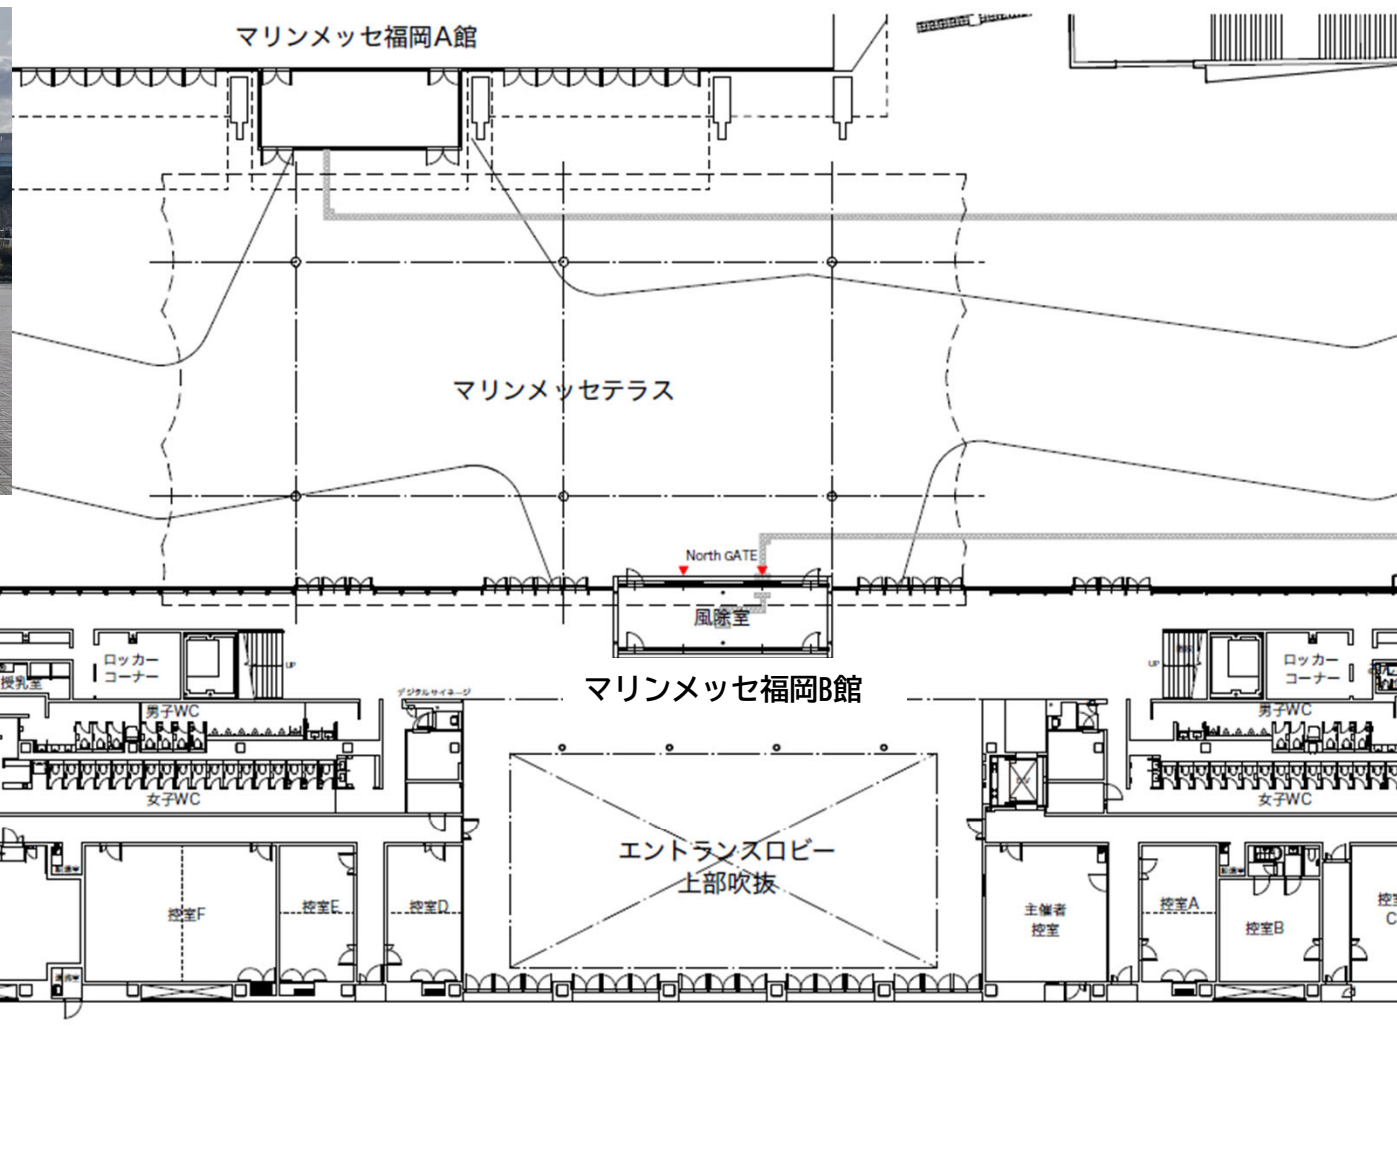 マリンメッセ福岡A館
マリンメッセテラス
North GATE
風除室
マリンメッセ福岡B館
ロッカー
コーナー
UP
授乳室
デジタルサイネージ
男子WC
女子WC
UP
ロッカー
コーナー
男子WC
女子WC
エントランスロビー
上部吹抜
控室F
控室E
控室D
主催者
控室
控室A
控室B
控室
C